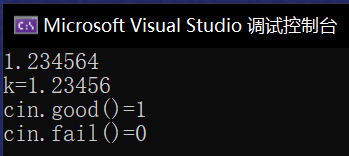 Microsoft Visual Studio 调试控制台
1.234564
k=1.23456
cin.good()=1
cin.fail()=0